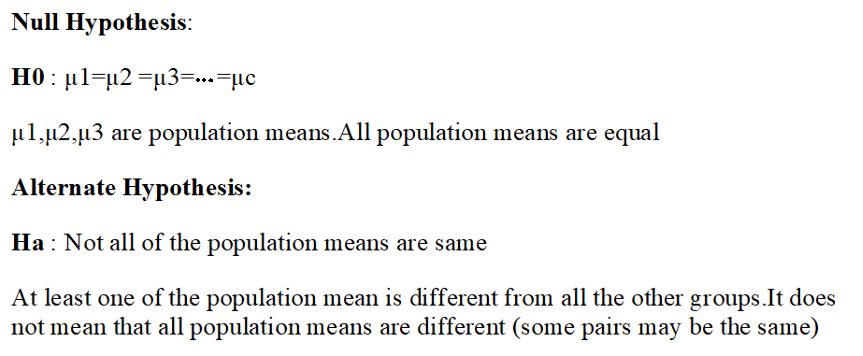 Null Hypothesis:
H0 : µ1=µ2 =µ3=...=µc
µ1,µ2,µ3 are population means.All population means are equal
Alternate Hypothesis:
Ha : Not all of the population means are same
At least one of the population mean is different from all the other groups.It does
not mean that all population means are different (some pairs may be the same)